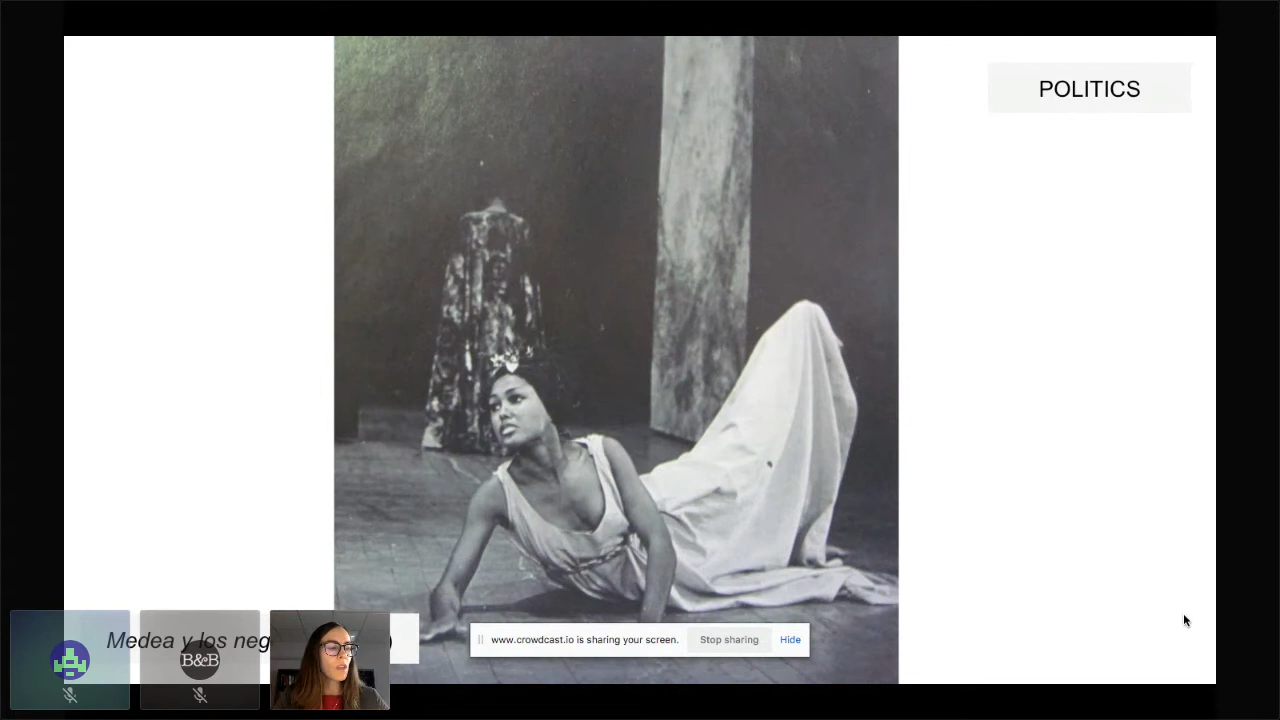 POLITICS
Medea y los neg )
B&B
www.crowdcast.io is sharing your screen. Stop sharing Hide